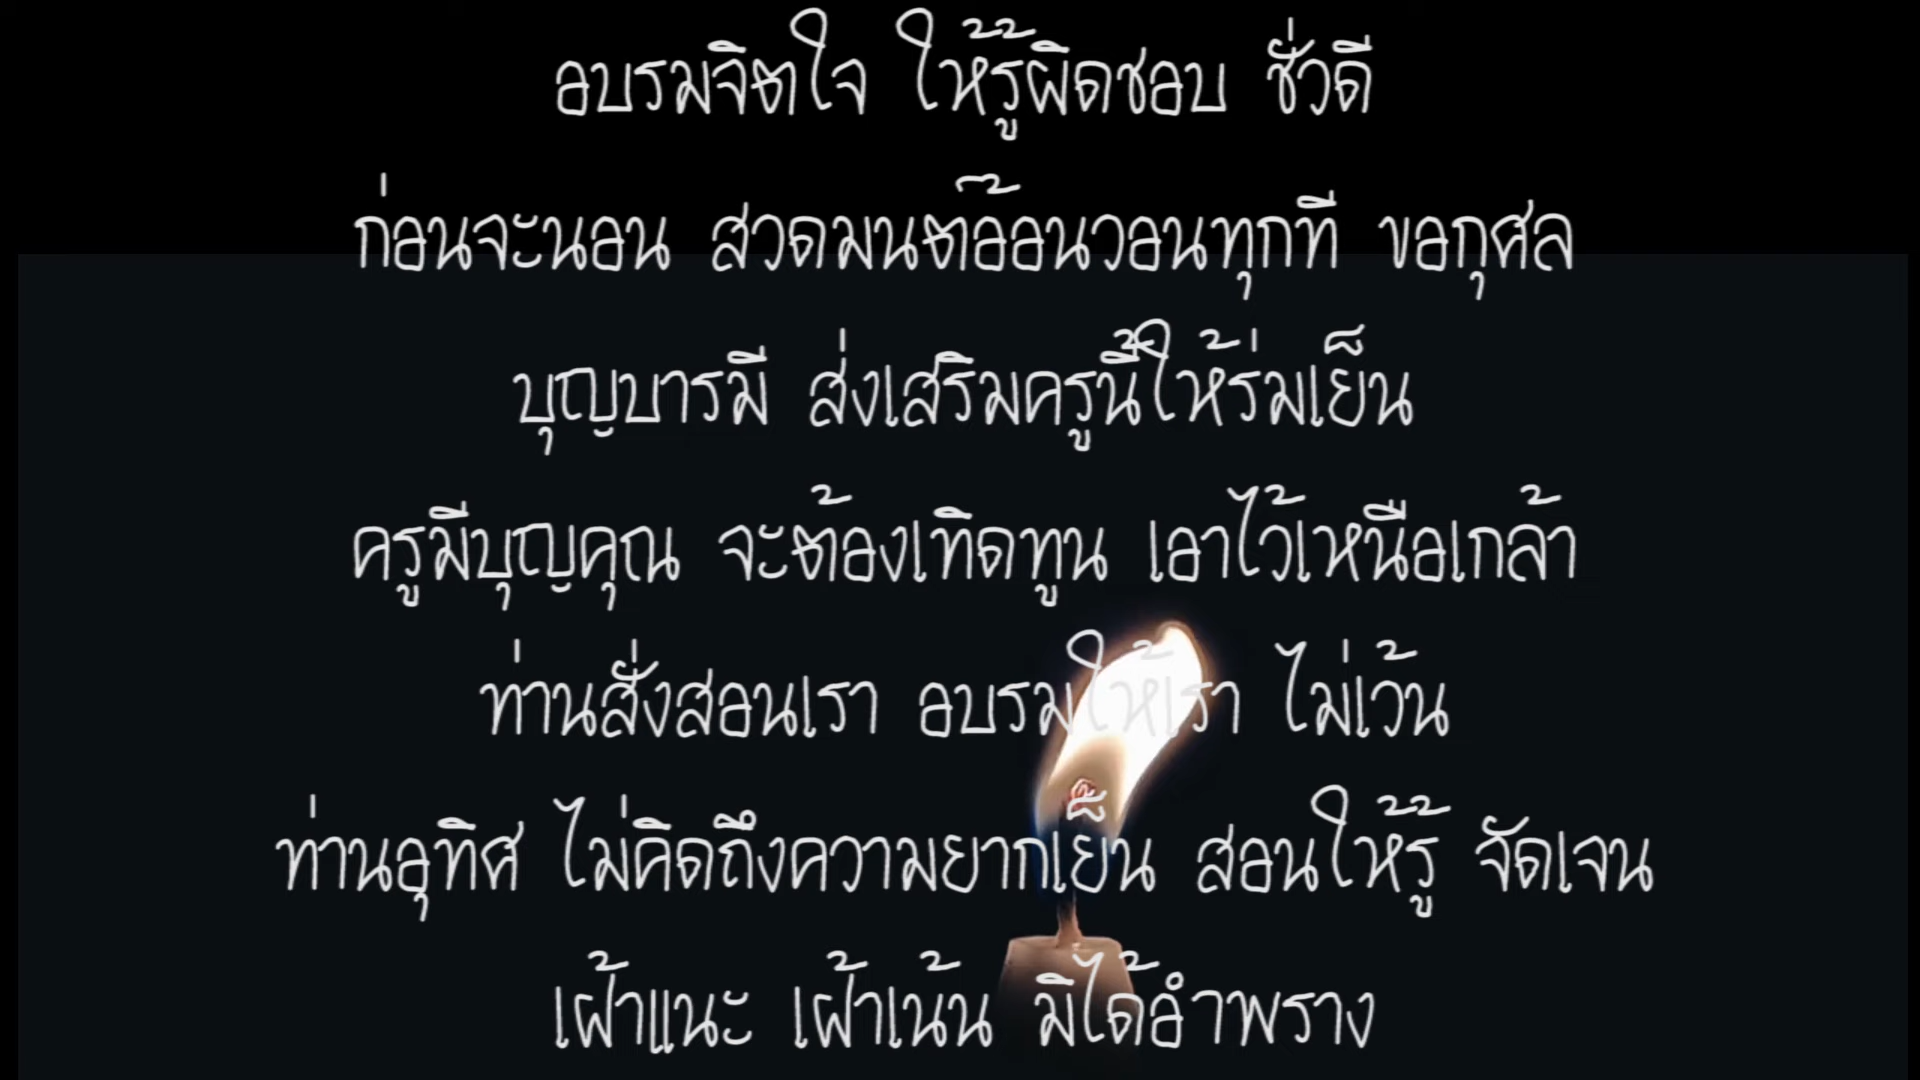 อบรมจิตใจ ให้รู้ผิดชอบ ชั่วดี
ก่อนจะนอน สวดมนต์อ้อนวอนทุกที ขอกุศล
บุญบารมี ส่งเสริมครูนี้ให้ร่มเย็น
ครูมีบุญคุณ จะต้องเทิดทูน เอาไว้เหนือเกล้า
ท่านสั่งสอนเรา อบรมให้เรา ไม่เว้น
ท่านอุทิศ ไม่คิดถึงความยากเย็น สอนให้รู้ จัดเจน
เฝ้าแนะ เฝ้าเน้น มิได้อำพราง